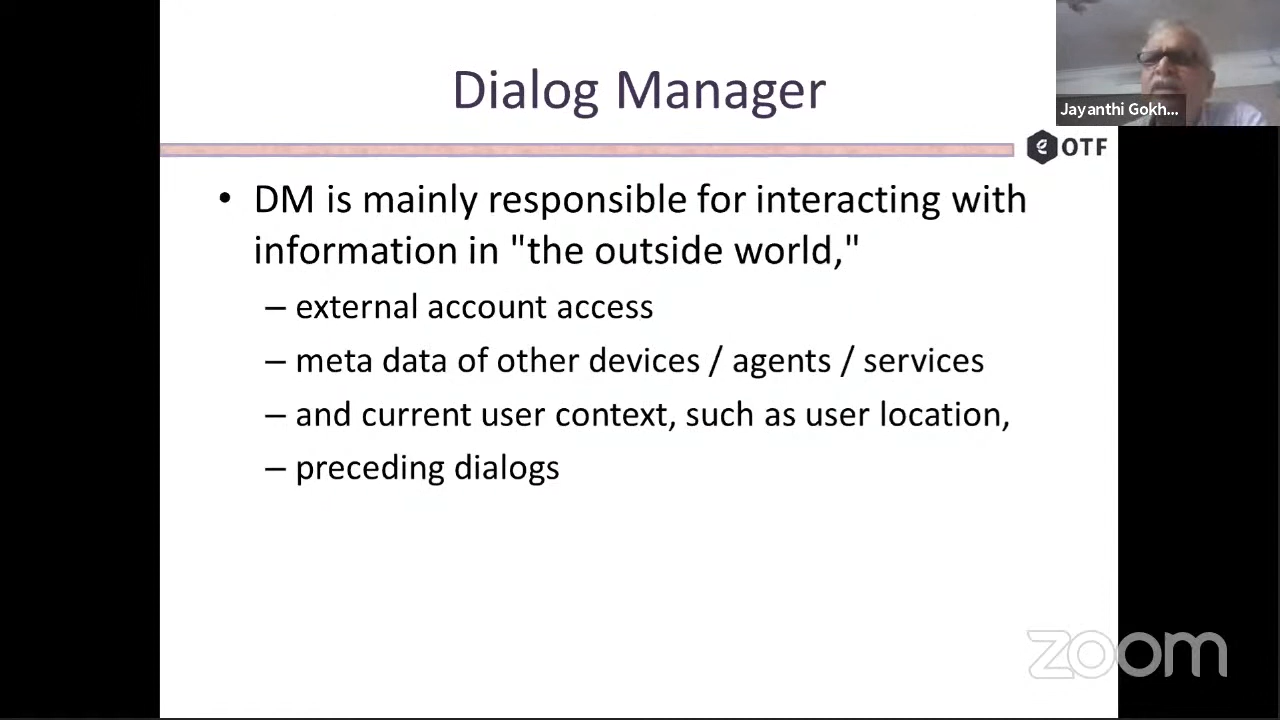 Dialog Manager
Jayanthi Gokh...
OTF
• DM is mainly responsible for interacting with
information in "the outside world,"
– external account access
– meta data of other devices / agents / services
– and current user context, such as user location,
– preceding dialogs
zoom